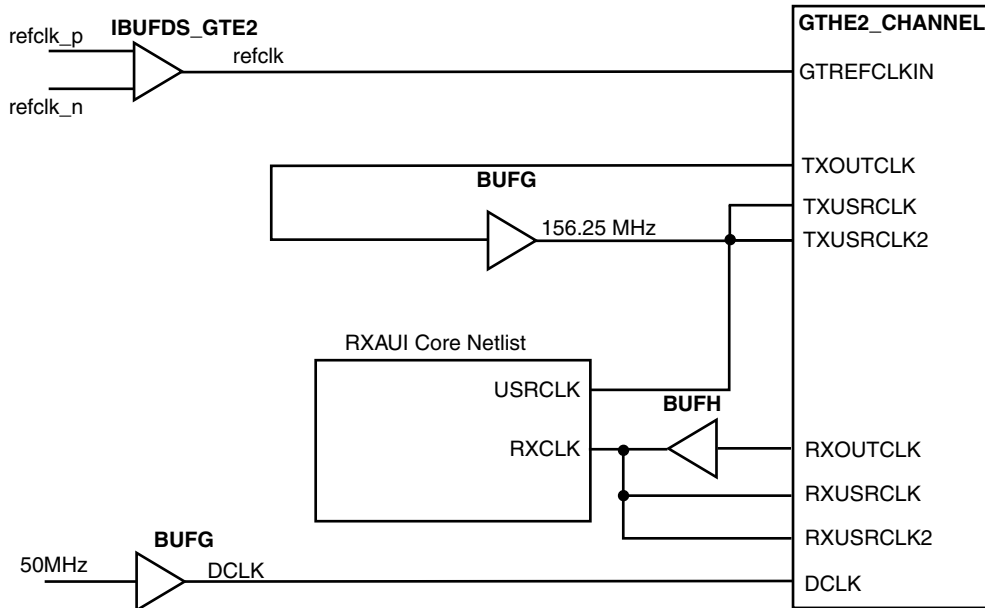 IBUFDS_GTE2
GTHE2_CHANNEL
refclk_p
refclk
GTREFCLKIN
refclk_n
TXOUTCLK
BUFG
TXUSRCLK
156.25 MHz
TXUSRCLK2
RXAUI Core Netlist
USRCLK
BUFH
RXCLK
RXOUTCLK
RXUSRCLK
RXUSRCLK2
BUFG
50MHz
DCLK
DCLK